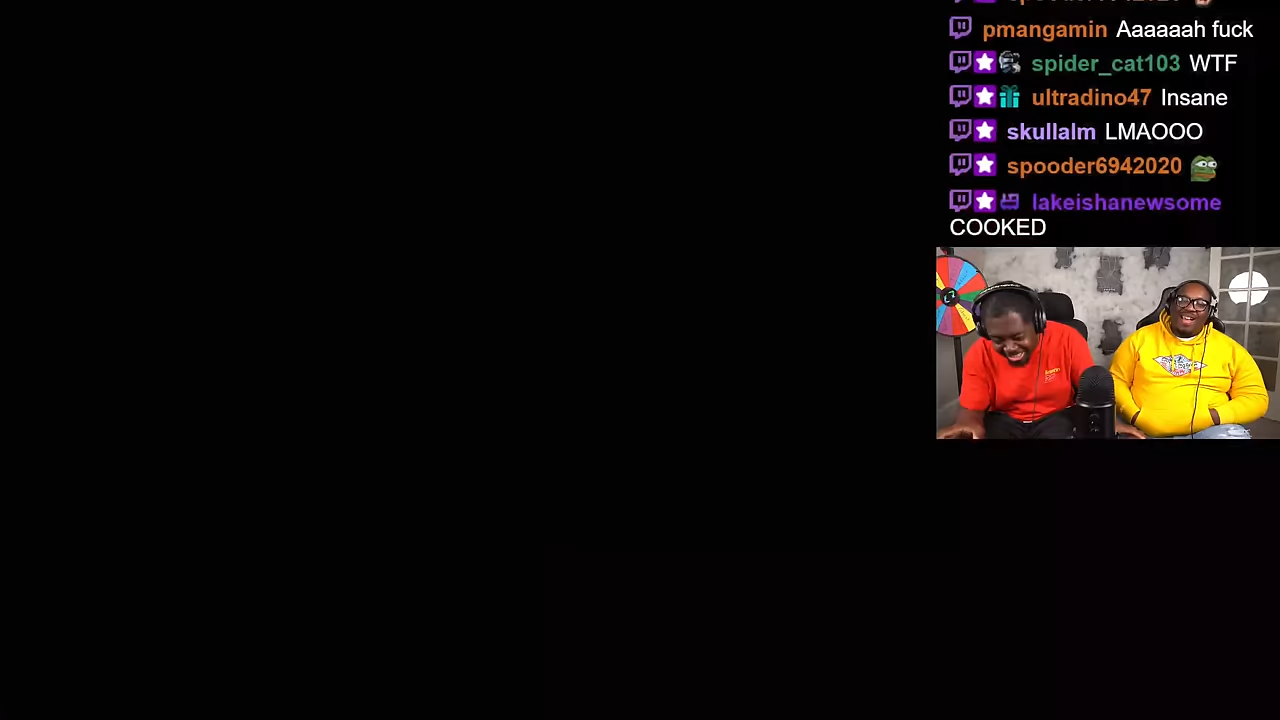 pmangamin Aaaaaah fuck
spider_cat103 WTF
ultradino47 Insane
skullalm LMAOOO
spooder6942020
lakeishanewsome
COOKED